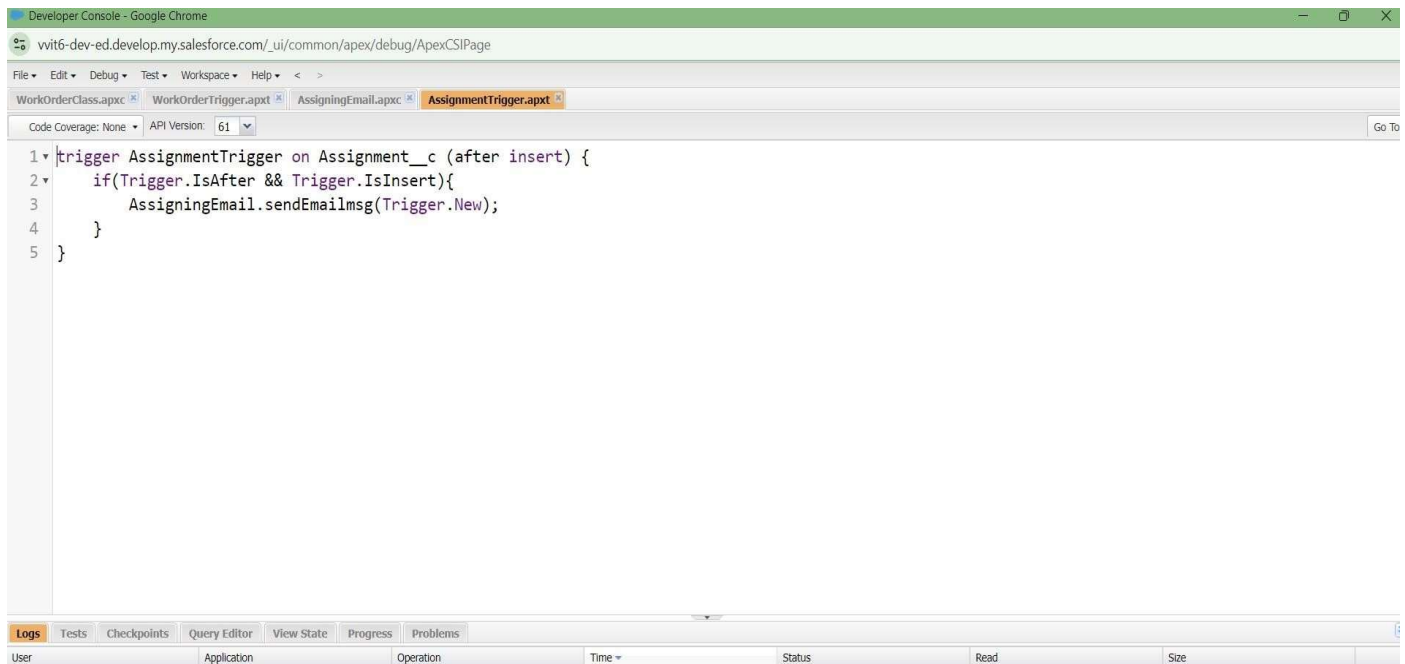 Developer Console - Google Chrome
vvit6-dev-ed.develop.my.salesforce.com/_ui/common/apex/debug/ApexCSIPage
File Edit Debug Test Workspace Help < >
WorkOrderClass.apxc WorkOrderTrigger.apxt AssigningEmail.apxc AssignmentTrigger.apxt
Code Coverage: None API Version: 61 Go To
1 trigger AssignmentTrigger on Assignment__c (after insert) {
2 if(Trigger.IsAfter && Trigger.IsInsert){
3 AssigningEmail.sendEmailmsg(Trigger.New);
4 }
5 }
Logs Tests Checkpoints Query Editor View State Progress Problems
User Application Operation Time Status Read Size